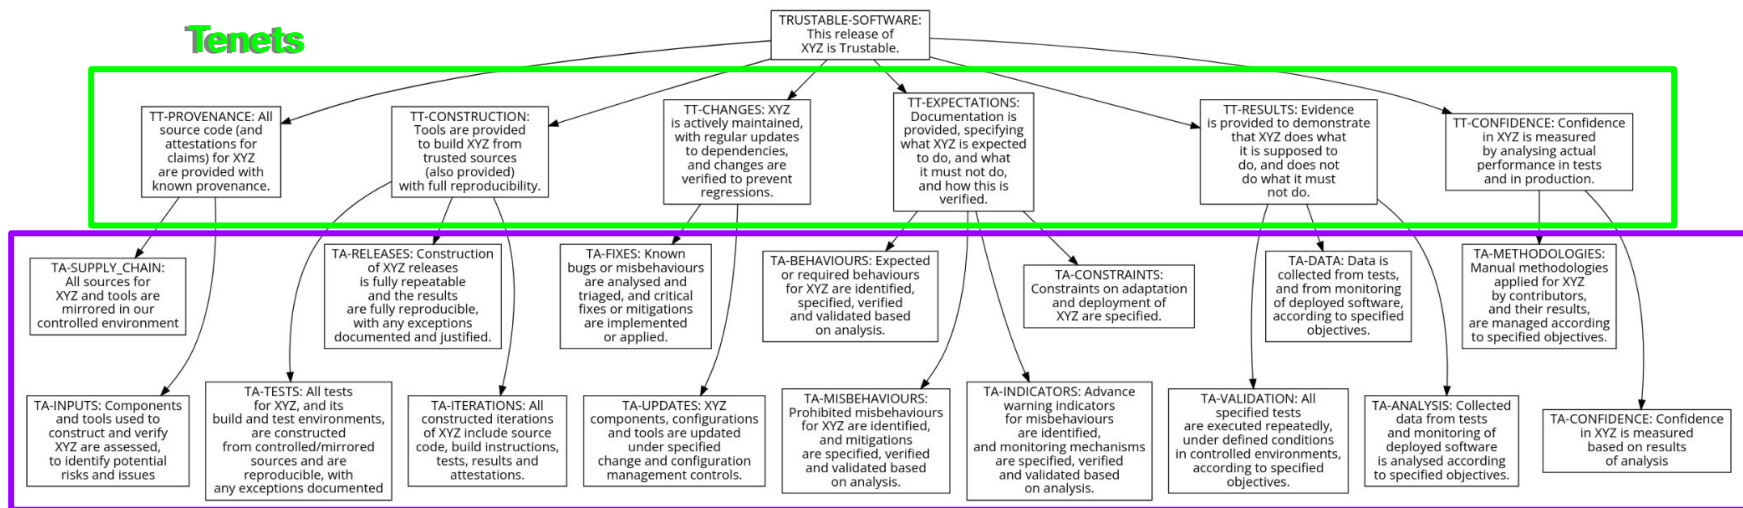 Tenets
TRUSTABLE-SOFTWARE:
This release of
XYZ is Trustable.
TT-PROVENANCE: All
source code (and
attestations for
claims) for XYZ
are provided with
known provenance.
TT-CONSTRUCTION:
Tools are provided
to build XYZ from
trusted sources
(also provided)
with full reproducibility.
TT-CHANGES: XYZ
is actively maintained,
with regular updates
to dependencies,
and changes are
verified to prevent
regressions.
TT-EXPECTATIONS:
Documentation is
provided, specifying
what XYZ is expected
to do, and what
it must not do,
and how this is
verified.
TT-RESULTS: Evidence
is provided to demonstrate
that XYZ does what
it is supposed to
do, and does not
do what it must
not do.
TT-CONFIDENCE: Confidence
in XYZ is measured
by analysing actual
performance in tests
and in production.
TA-SUPPLY_CHAIN:
All sources for
XYZ and tools are
mirrored in our
controlled environment
TA-RELEASES: Construction
of XYZ releases
is fully repeatable
and the results
are fully reproducible,
with any exceptions
documented and justified.
TA-FIXES: Known
bugs or misbehaviours
are analysed and
triaged, and critical
fixes or mitigations
are implemented
or applied.
TA-BEHAVIOURS: Expected
or required behaviours
for XYZ are identified,
specified, verified
and validated based
on analysis.
TA-CONSTRAINTS:
Constraints on adaptation
and deployment of
XYZ are specified.
TA-DATA: Data is
collected from tests,
and from monitoring
of deployed software,
according to specified
objectives.
TA-METHODOLOGIES:
Manual methodologies
applied for XYZ
by contributors,
and their results,
are managed according
to specified objectives.
TA-INPUTS: Components
and tools used to
construct and verify
XYZ are assessed,
to identify potential
risks and issues
TA-TESTS: All tests
for XYZ, and its
build and test environments,
are constructed
from controlled/mirrored
sources and are
reproducible, with
any exceptions documented
TA-ITERATIONS: All
constructed iterations
of XYZ include source
code, build instructions,
tests, results and
attestations.
TA-UPDATES: XYZ
components, configurations
and tools are updated
under specified
change and configuration
management controls.
TA-MISBEHAVIOURS:
Prohibited misbehaviours
for XYZ are identified,
and mitigations
are specified, verified
and validated based
on analysis.
TA-INDICATORS: Advance
warning indicators
for misbehaviours
are identified,
and monitoring mechanisms
are specified, verified
and validated based
on analysis.
TA-VALIDATION: All
specified tests
are executed repeatedly,
under defined conditions
in controlled environments,
according to specified
objectives.
TA-ANALYSIS: Collected
data from tests
and monitoring of
deployed software
is analysed according
to specified objectives.
TA-CONFIDENCE: Confidence
in XYZ is measured
based on results
of analysis